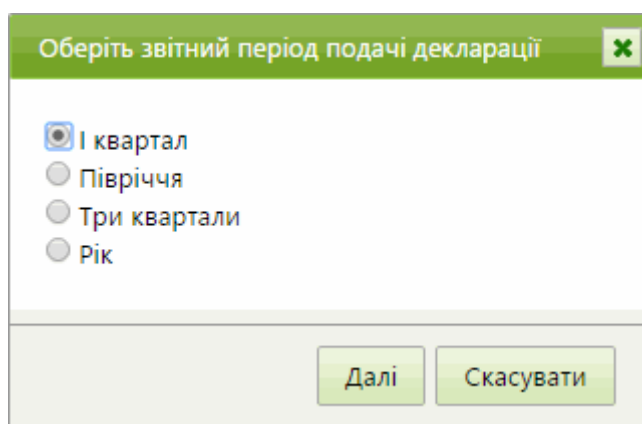 Оберіть звітний період подачі декларації
І квартал
Півріччя
Три квартали
Рік
Далі
Скасувати